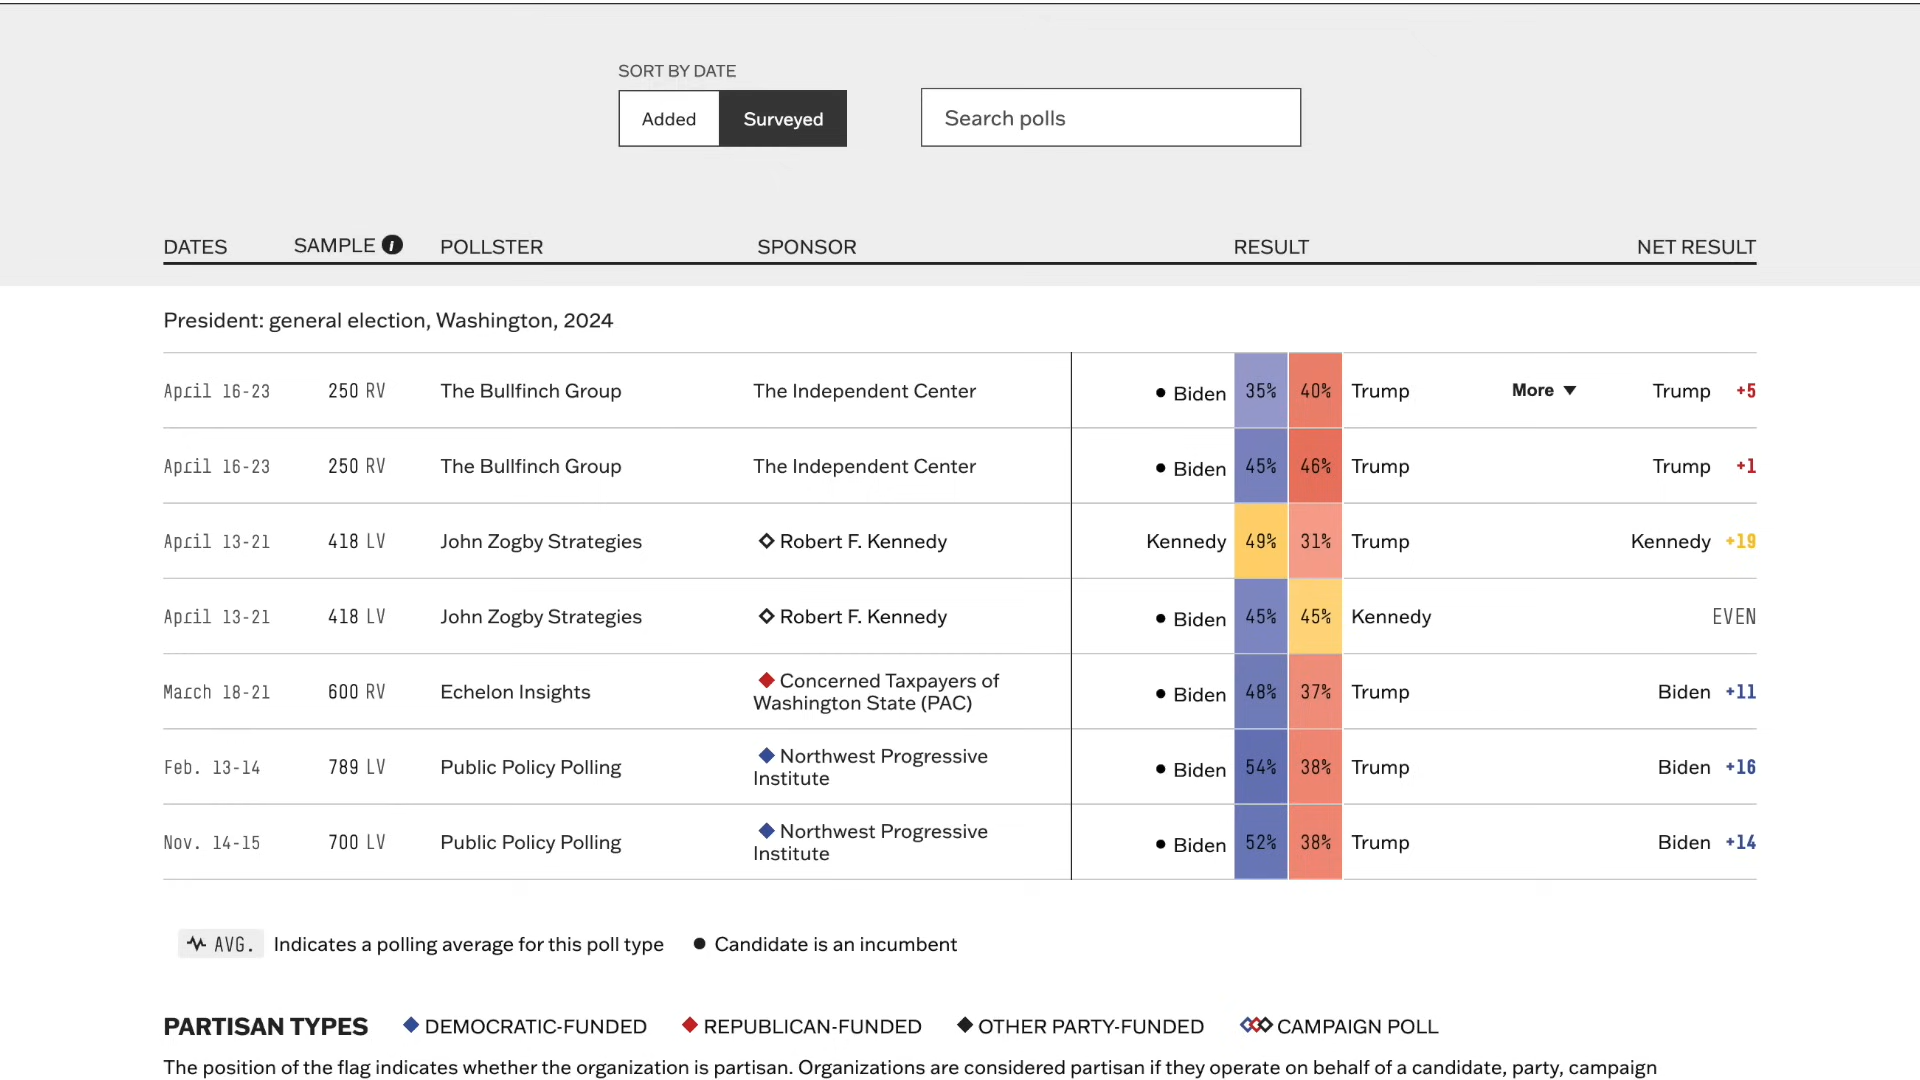 SORT BY DATE
Added Surveyed Search polls
DATES SAMPLE i POLLSTER SPONSOR RESULT NET RESULT
President: general election, Washington, 2024
April 16-23 250 RV The Bullfinch Group The Independent Center Biden 35% 40% Trump More Trump +5
April 16-23 250 RV The Bullfinch Group The Independent Center Biden 45% 46% Trump Trump +1
April 13-21 418 LV John Zogby Strategies Robert F. Kennedy Kennedy 49% 31% Trump Kennedy +19
April 13-21 418 LV John Zogby Strategies Robert F. Kennedy Biden 45% 45% Kennedy EVEN
March 18-21 600 RV Echelon Insights Concerned Taxpayers of
Washington State (PAC) Biden 48% 37% Trump Biden +11
Feb. 13-14 789 LV Public Policy Polling Northwest Progressive
Institute Biden 54% 38% Trump Biden +16
Nov. 14-15 700 LV Public Policy Polling Northwest Progressive
Institute Biden 52% 38% Trump Biden +14
AVG. Indicates a polling average for this poll type Candidate is an incumbent
PARTISAN TYPES DEMOCRATIC-FUNDED REPUBLICAN-FUNDED OTHER PARTY-FUNDED CAMPAIGN POLL
The position of the flag indicates whether the organization is partisan. Organizations are considered partisan if they operate on behalf of a candidate, party, campaign